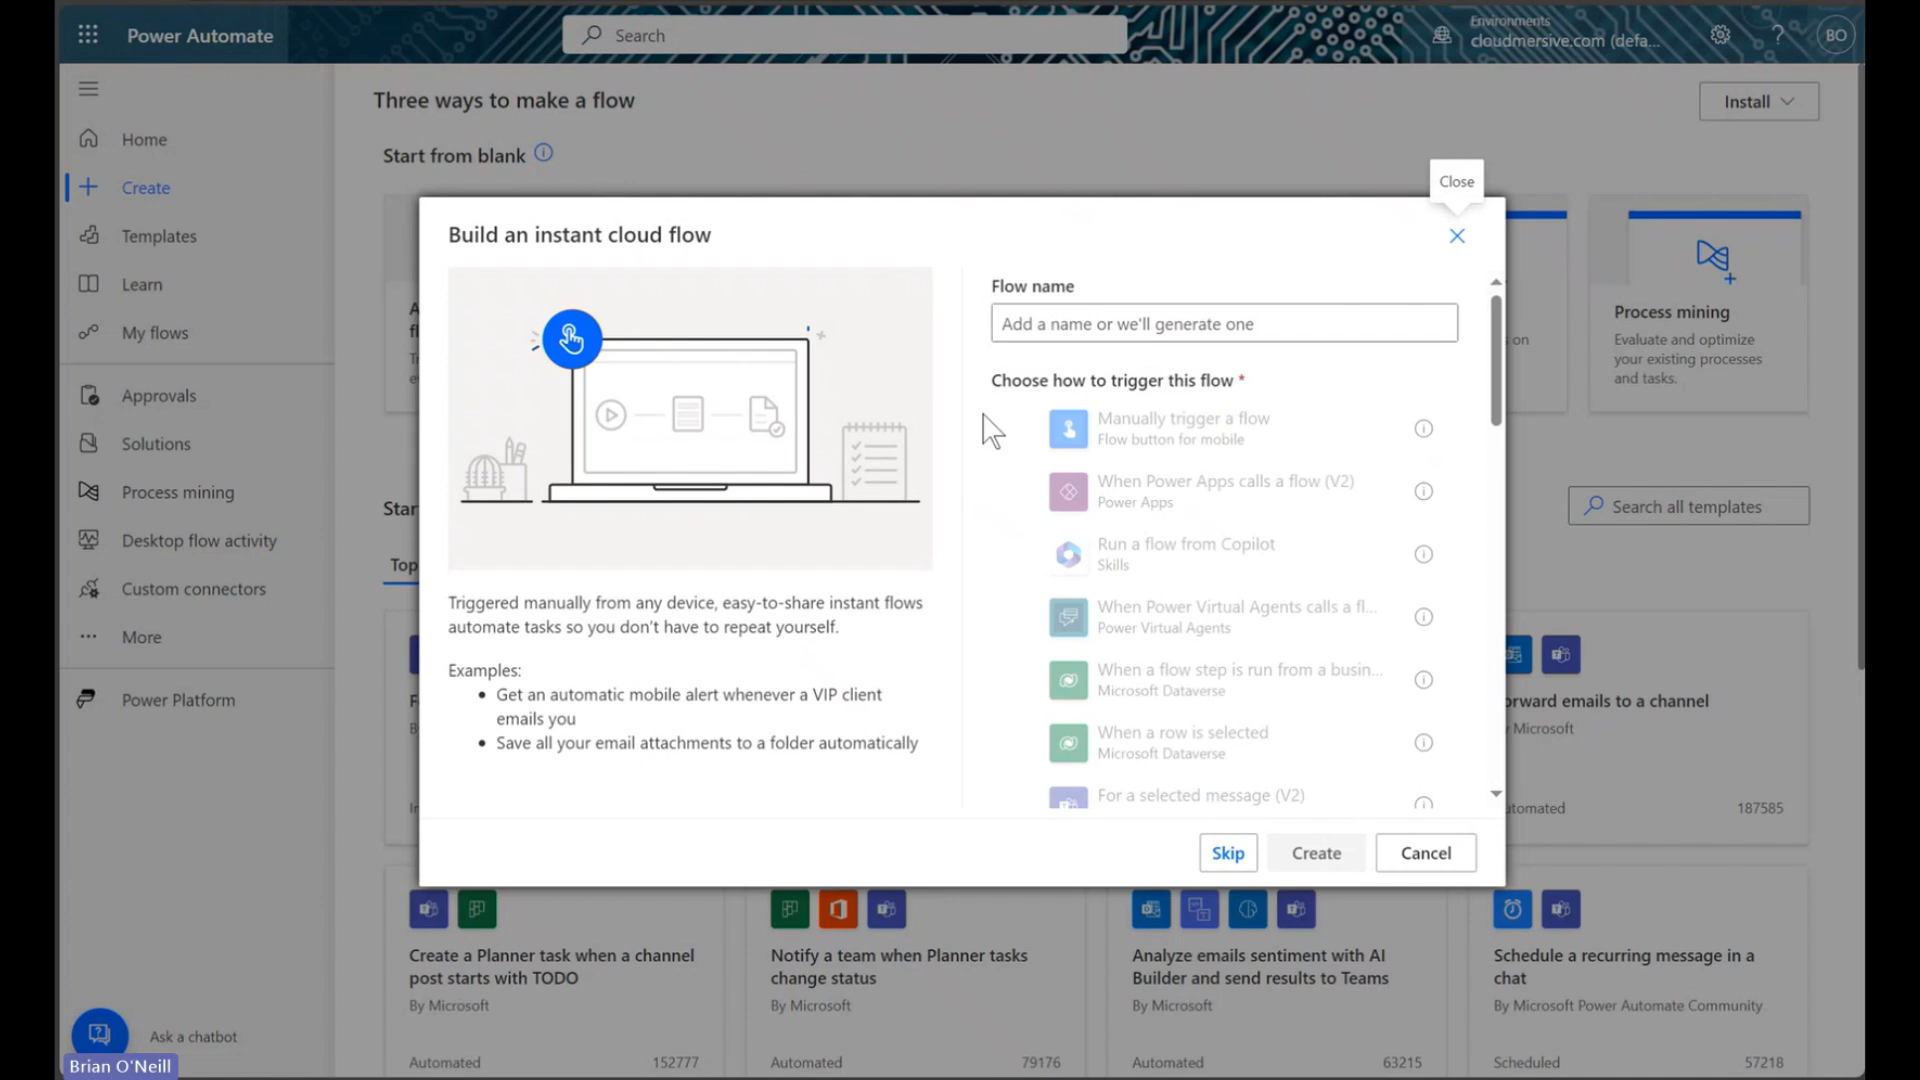 Power Automate
Search
Environments
cloudmersive.com (defa...
BO
Three ways to make a flow
Install
Home
Start from blank
Create
Close
Templates
Build an instant cloud flow
Learn
Flow name
Process mining
Add a name or we'll generate one
My flows
Evaluate and optimize
your existing processes
and tasks.
on
Choose how to trigger this flow *
Approvals
Manually trigger a flow
Flow button for mobile
Solutions
When Power Apps calls a flow (V2)
Power Apps
Process mining
Search all templates
Run a flow from Copilot
Skills
Desktop flow activity
Top
Custom connectors
When Power Virtual Agents calls a fl...
Power Virtual Agents
Triggered manually from any device, easy-to-share instant flows
automate tasks so you don't have to repeat yourself.
More
When a flow step is run from a busin...
Microsoft Dataverse
Examples:
• Get an automatic mobile alert whenever a VIP client
emails you
• Save all your email attachments to a folder automatically
Power Platform
orward emails to a channel
Microsoft
When a row is selected
Microsoft Dataverse
For a selected message (V2)
utomated
187585
Skip
Create
Cancel
Create a Planner task when a channel
post starts with TODO
By Microsoft
Automated
152777
Notify a team when Planner tasks
change status
By Microsoft
Automated
79176
Analyze emails sentiment with AI
Builder and send results to Teams
By Microsoft
Automated
63215
Schedule a recurring message in a
chat
By Microsoft Power Automate Community
Scheduled
57218
Ask a chatbot
Brian O'Neill